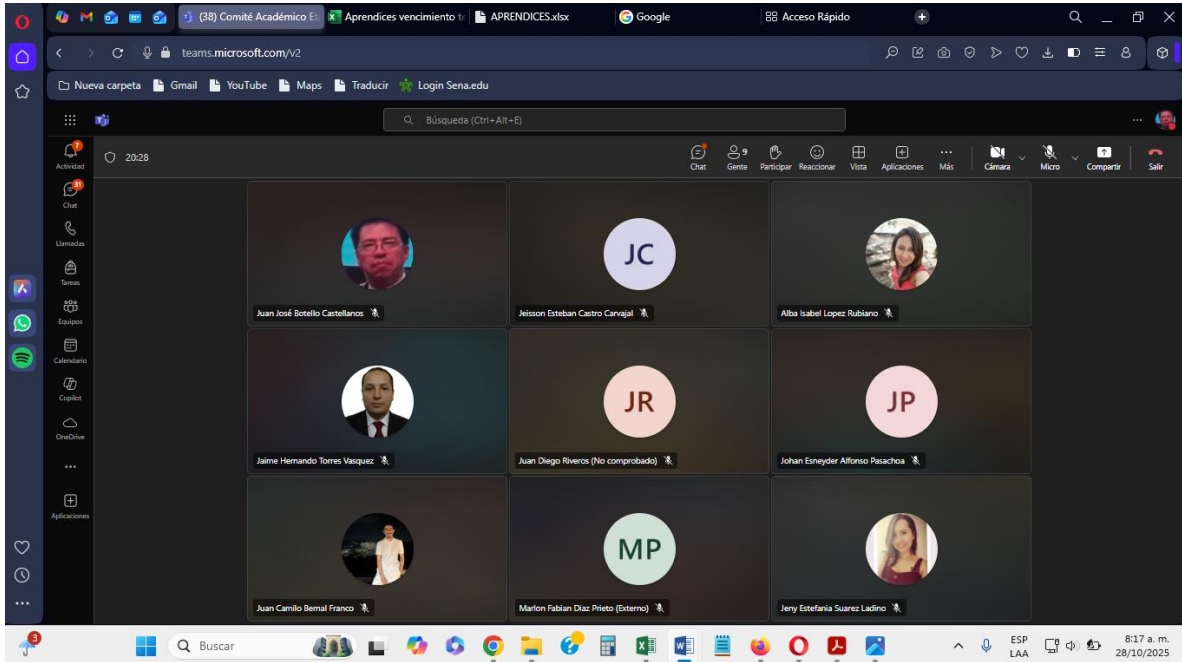 (38) Comité Académico Et
Aprendices vencimiento te
APRENDICES.xlsx
Google
Acceso Rápido
teams.microsoft.com/v2
Nueva carpeta
Gmail
YouTube
Maps
Traducir
Login Sena.edu
Búsqueda (Ctrl+Alt+E)
7
Actividad
20:28
Chat
9
Gente
Participar
Reaccionar
Vista
Aplicaciones
Más
Cámara
Micro
Compartir
Salir
31
Chat
Llamadas
Tareas
Equipos
Calendario
Copilot
OneDrive
Aplicaciones
Juan José Botello Castellanos
JC
Jeisson Esteban Castro Carvajal
Alba Isabel Lopez Rubiano
Jaime Hernando Torres Vasquez
JR
Juan Diego Riveros (No comprobado)
JP
Johan Esneyder Alfonso Pasachoa
Juan Camilo Bernal Franco
MP
Marlon Fabian Diaz Prieto (Externo)
Jeny Estefania Suarez Ladino
3
Buscar
ESP
LAA
8:17 a. m.
28/10/2025